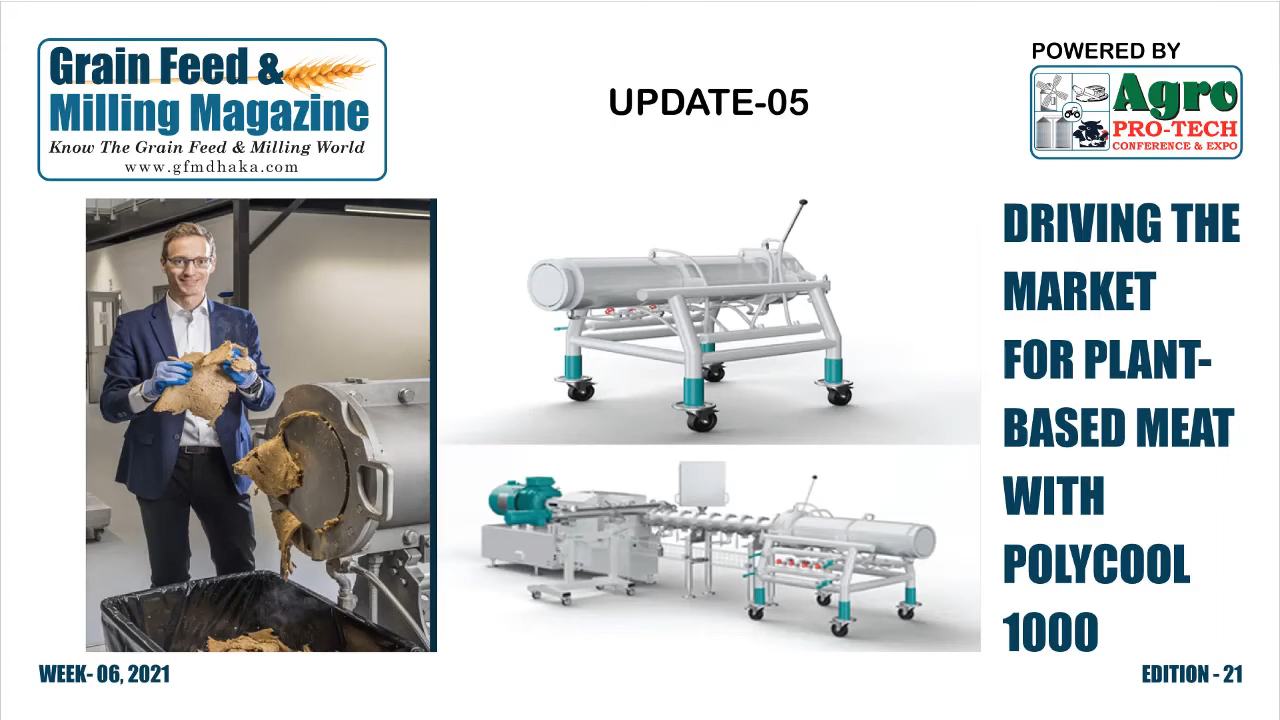 Grain Feed &
Milling Magazine
Know The Grain Feed & Milling World
www.gfmdhaka.com
UPDATE-05
POWERED BY
Agro
PRO-TECH
CONFERENCE & EXPO
DRIVING THE
MARKET
FOR PLANT-
BASED MEAT
WITH
POLYCOOL
1000
WEEK- 06, 2021
EDITION - 21